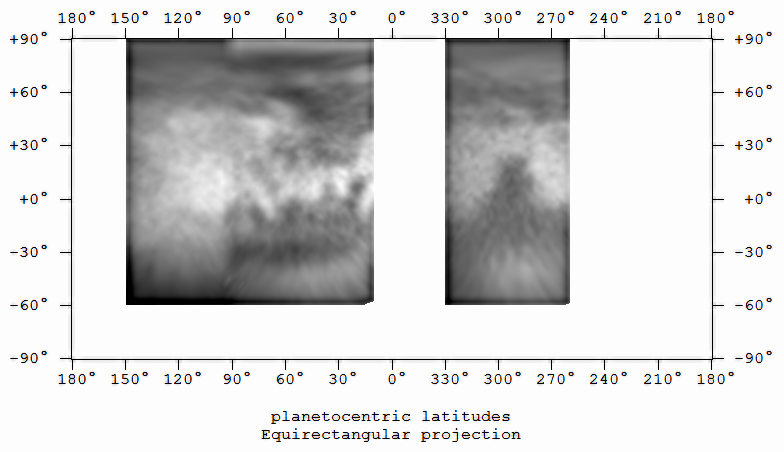 180° 150° 120° 90° 60° 30° 0° 330° 300° 270° 240° 210° 180°
+90° +90°
+60° +60°
+30° +30°
+0° +0°
−30° −30°
−60° −60°
−90° −90°
180° 150° 120° 90° 60° 30° 0° 330° 300° 270° 240° 210° 180°
planetocentric latitudes
Equirectangular projection